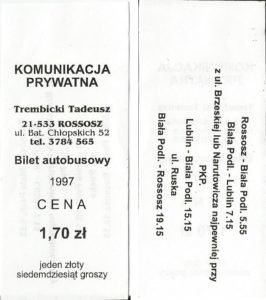 KOMUNIKACJA
PRYWATNA
Trembicki Tadeusz
21-533 ROSSOSZ
ul. Bat. Chłopskich 52
tel. 3784 565
Bilet autobusowy
1997
CENA
1,70 zł
jeden złoty
siedemdziesiąt groszy
Rossosz - Biała Podl. 5.55
Biała Podl. - Lublin 7.15
z ul. Brzeskiej lub Narutowicza najpewniej przy
PKP.
Lublin - Biała Podl. 15.15
ul. Ruska
Biała Podl. - Rossosz 19.15